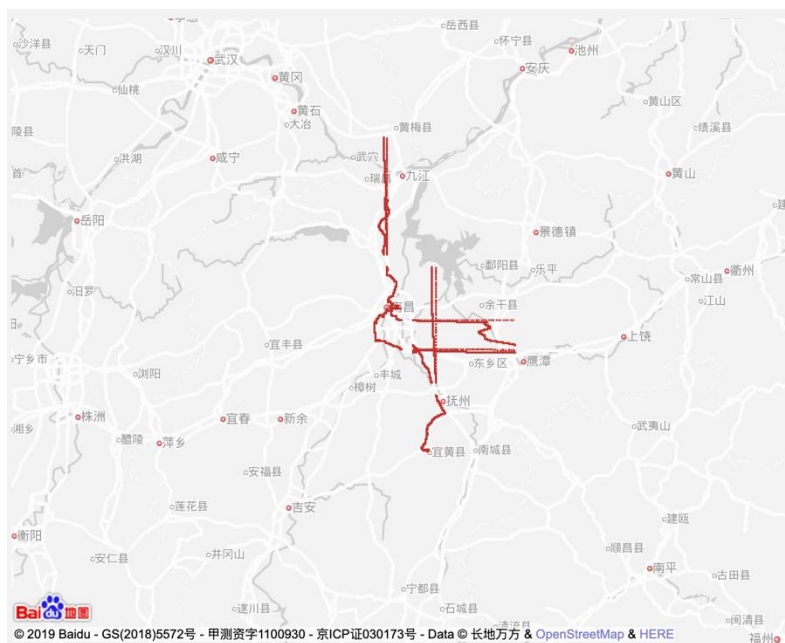 岳西县
沙洋县
天门
汉川
怀宁县
池州
武汉
安庆
仙桃
黄冈
黄石
大冶
黄山区
绩溪县
陵县
黄梅县
洪湖
咸宁
武穴
瑞昌
九江
首
黄山
岳阳
景德镇
鄱阳县
乐平
衢州
常山县
汨罗
余干县
江山
阳
南昌
宁乡市
浏阳
宜丰县
上饶
东乡区
鹰潭
丰城
樟树
株洲
宜春
新余
抚州
湘乡
醴陵
萍乡
武夷山
宜黄县
南城县
安福县
莲花县
吉安
衡阳
建瓯
安仁县
井冈山
顺昌县
南平
古田县
宁都县
遂川县
石城县
闽清县
清流县
福州
Bai du 地图
© 2019 Baidu - GS(2018)5572号 - 甲测资字1100930 - 京ICP证030173号 - Data © 长地万方 & OpenStreetMap & HERE